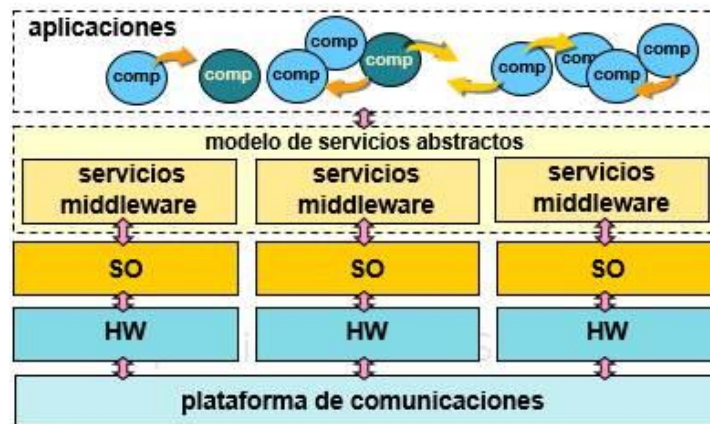 aplicaciones
comp
comp
comp
comp
comp
comp
comp
comp
comp
modelo de servicios abstractos
servicios
middleware
servicios
middleware
servicios
middleware
SO
SO
SO
HW
HW
HW
plataforma de comunicaciones